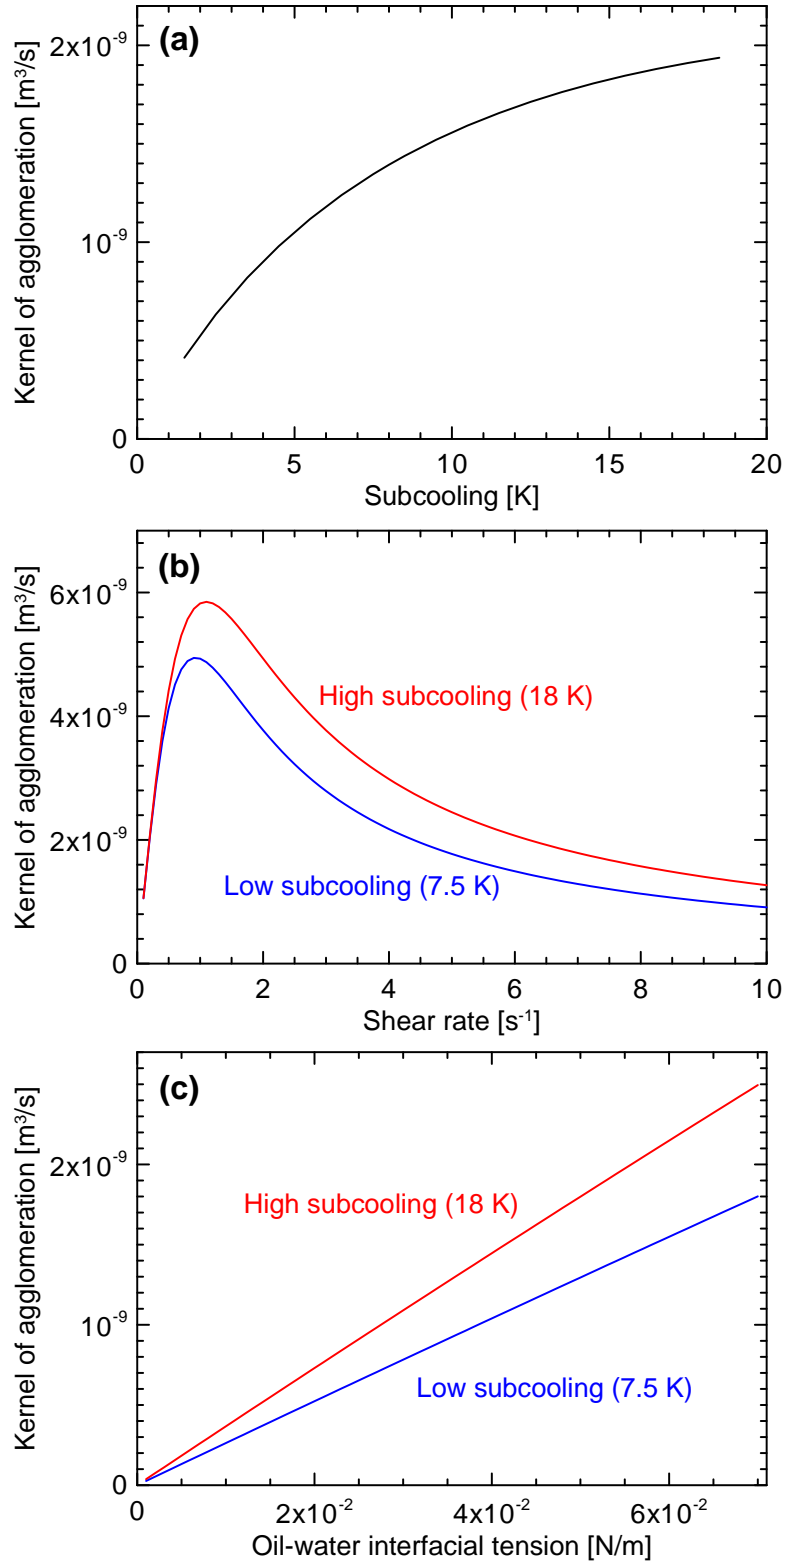 (a)
Kernel of agglomeration [m³/s]
2x10⁻⁹
10⁻⁹
0
0 5 10 15 20
Subcooling [K]
(b)
Kernel of agglomeration [m³/s]
6x10⁻⁹
4x10⁻⁹
2x10⁻⁹
0
High subcooling (18 K)
Low subcooling (7.5 K)
0 2 4 6 8 10
Shear rate [s⁻¹]
(c)
Kernel of agglomeration [m³/s]
2x10⁻⁹
10⁻⁹
0
High subcooling (18 K)
Low subcooling (7.5 K)
0 2x10⁻² 4x10⁻² 6x10⁻²
Oil-water interfacial tension [N/m]